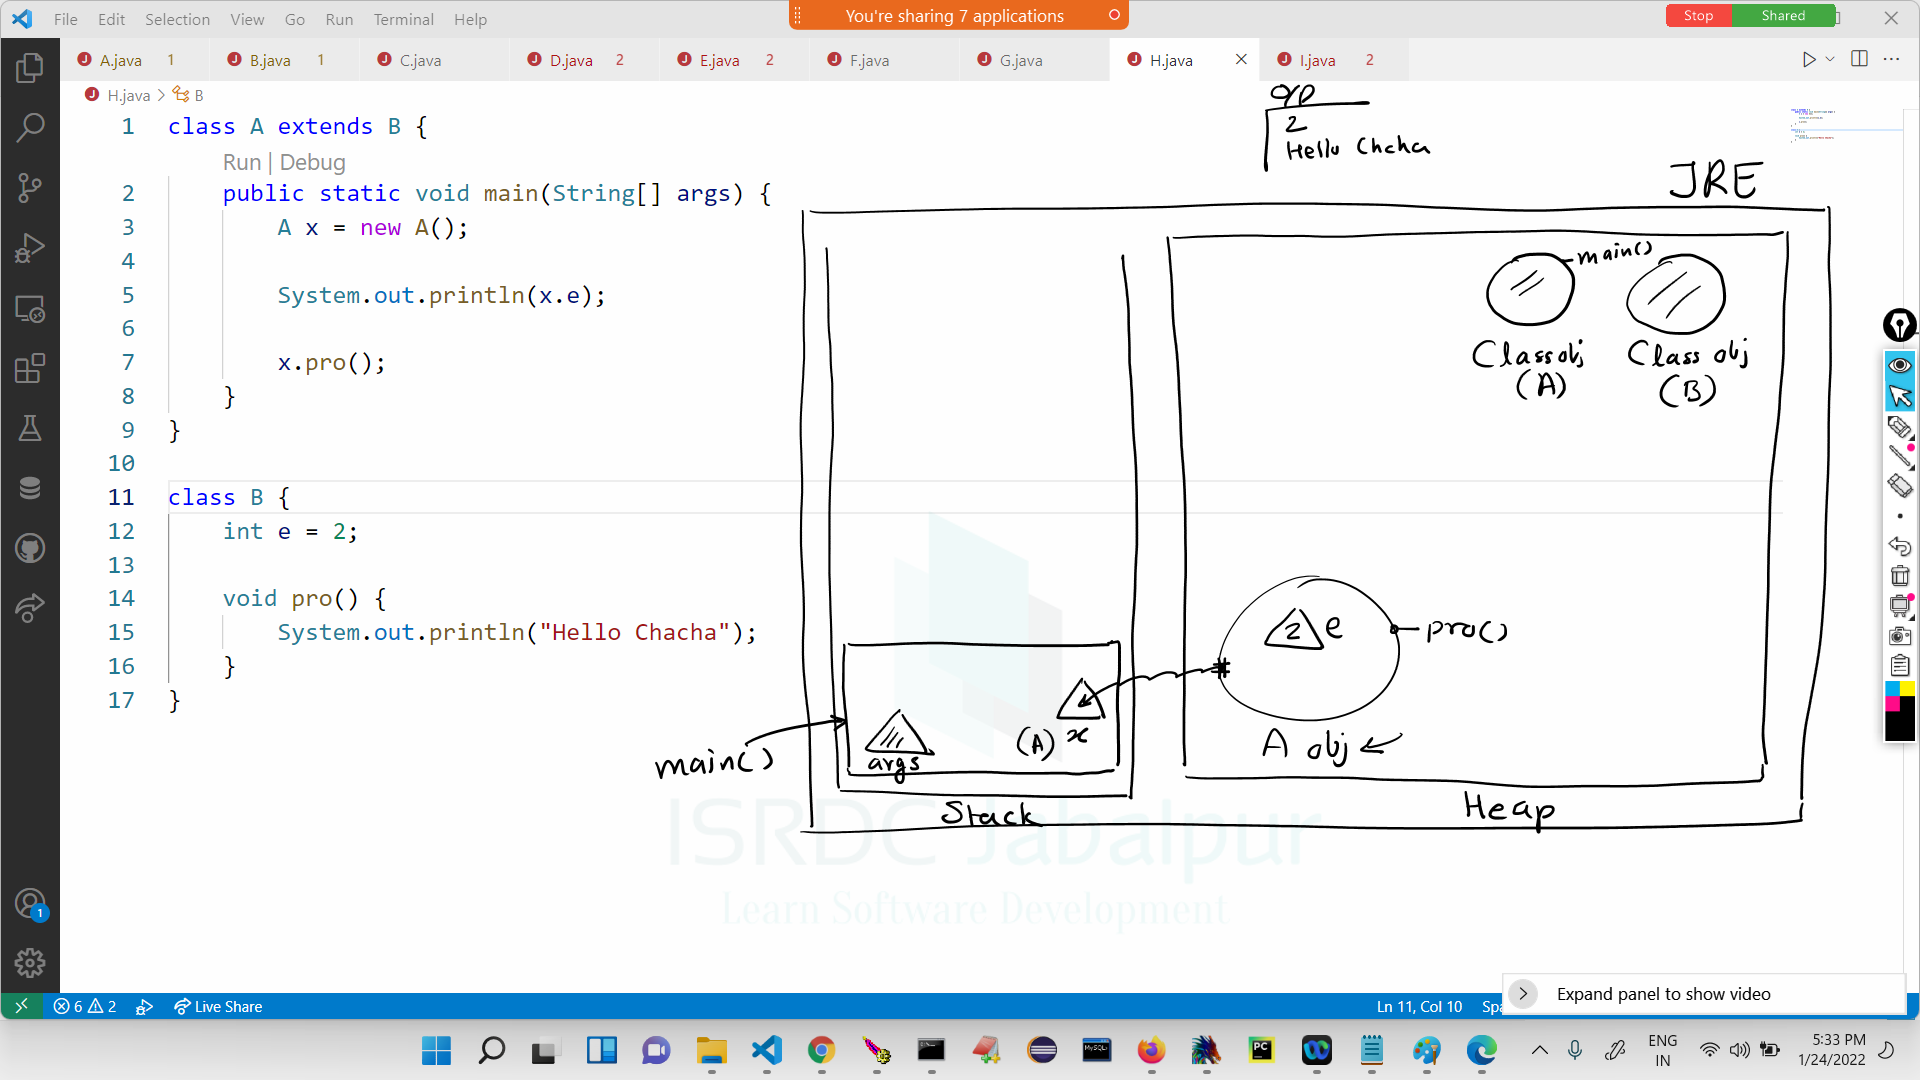 File Edit Selection View Go Run Terminal Help
You're sharing 7 applications
Stop Shared
A.java 1 B.java 1 C.java D.java 2 E.java 2 F.java G.java H.java I.java 2
H.java > B
1 class A extends B {
Run | Debug
2 public static void main(String[] args) {
3 A x = new A();
4
5 System.out.println(x.e);
6
7 x.pro();
8 }
9 }
10
11 class B {
12 int e = 2;
13
14 void pro() {
15 System.out.println("Hello Chacha");
16 }
17 }
o/p
2
Hello Chcha
JRE
main()
Class obj
(A)
Class obj
(B)
2 e
pro()
A obj
(A) x
args
main()
Stack
Heap
ISRDC Jabalpur
Learn Software Development
6 2 Live Share
Ln 11, Col 10 Spa
Expand panel to show video
1
MySQL
PC
ENG
IN
5:33 PM
1/24/2022